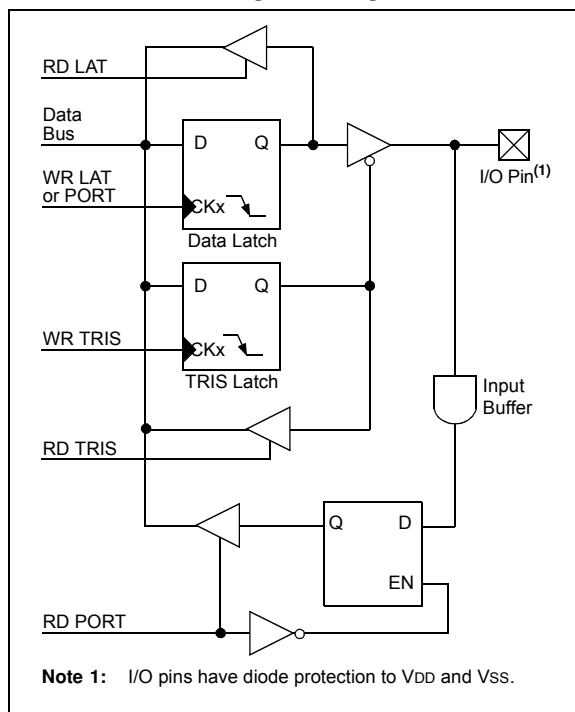 RD LAT
Data
Bus
D Q
WR LAT
or PORT
CKx
Data Latch
I/O Pin(1)
D Q
WR TRIS
CKx
TRIS Latch
Input
Buffer
RD TRIS
Q D
EN
RD PORT
Note 1: I/O pins have diode protection to VDD and VSS.